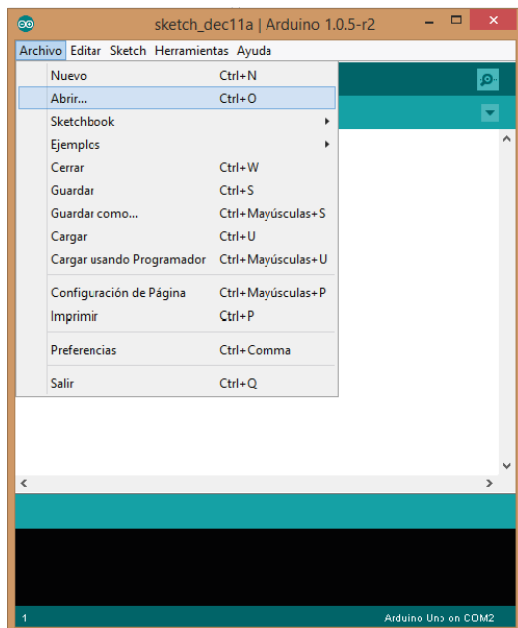 sketch_dec11a | Arduino 1.0.5-r2
Archivo Editar Sketch Herramientas Ayuda
Nuevo Ctrl+N
Abrir... Ctrl+O
Sketchbook
Ejemplos
Cerrar Ctrl+W
Guardar Ctrl+S
Guardar como... Ctrl+Mayúsculas+S
Cargar Ctrl+U
Cargar usando Programador Ctrl+Mayúsculas+U
Configuración de Página Ctrl+Mayúsculas+P
Imprimir Ctrl+P
Preferencias Ctrl+Comma
Salir Ctrl+Q
1 Arduino Uno on COM2